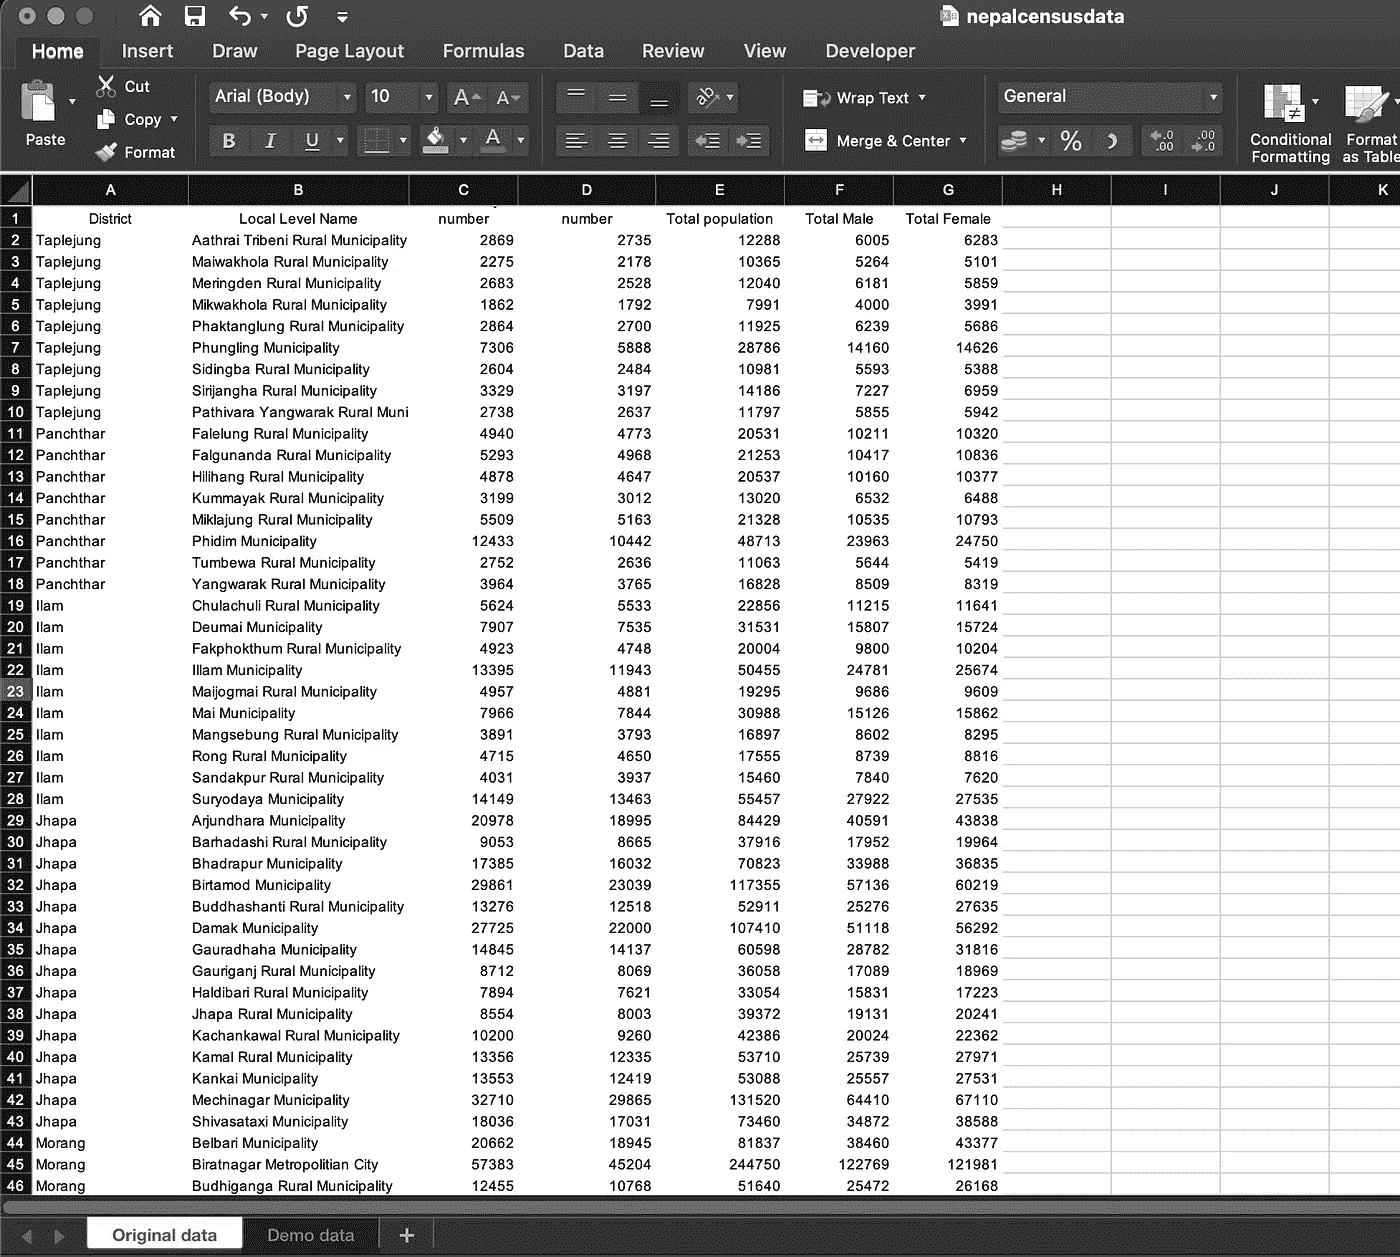 nepalcensusdata
Home Insert Draw Page Layout Formulas Data Review View Developer
Paste Cut Copy Format
Arial (Body) 10 A A Wrap Text General
B I U A Merge & Center % Conditional Formatting Format as Table
A B C D E F G H I J K
1 District Local Level Name number number Total population Total Male Total Female
2 Taplejung Aathrai Tribeni Rural Municipality 2869 2735 12288 6005 6283
3 Taplejung Maiwakhola Rural Municipality 2275 2178 10365 5264 5101
4 Taplejung Meringden Rural Municipality 2683 2528 12040 6181 5859
5 Taplejung Mikwakhola Rural Municipality 1862 1792 7991 4000 3991
6 Taplejung Phaktanglung Rural Municipality 2864 2700 11925 6239 5686
7 Taplejung Phungling Municipality 7306 5888 28786 14160 14626
8 Taplejung Sidingba Rural Municipality 2604 2484 10981 5593 5388
9 Taplejung Sirijangha Rural Municipality 3329 3197 14186 7227 6959
10 Taplejung Pathivara Yangwarak Rural Muni 2738 2637 11797 5855 5942
11 Panchthar Falelung Rural Municipality 4940 4773 20531 10211 10320
12 Panchthar Falgunanda Rural Municipality 5293 4968 21253 10417 10836
13 Panchthar Hilihang Rural Municipality 4878 4647 20537 10160 10377
14 Panchthar Kummayak Rural Municipality 3199 3012 13020 6532 6488
15 Panchthar Miklajung Rural Municipality 5509 5163 21328 10535 10793
16 Panchthar Phidim Municipality 12433 10442 48713 23963 24750
17 Panchthar Tumbewa Rural Municipality 2752 2636 11063 5644 5419
18 Panchthar Yangwarak Rural Municipality 3964 3765 16828 8509 8319
19 Ilam Chulachuli Rural Municipality 5624 5533 22856 11215 11641
20 Ilam Deumai Municipality 7907 7535 31531 15807 15724
21 Ilam Fakphokthum Rural Municipality 4923 4748 20004 9800 10204
22 Ilam Illam Municipality 13395 11943 50455 24781 25674
23 Ilam Maijogmai Rural Municipality 4957 4881 19295 9686 9609
24 Ilam Mai Municipality 7966 7844 30988 15126 15862
25 Ilam Mangsebung Rural Municipality 3891 3793 16897 8602 8295
26 Ilam Rong Rural Municipality 4715 4650 17555 8739 8816
27 Ilam Sandakpur Rural Municipality 4031 3937 15460 7840 7620
28 Ilam Suryodaya Municipality 14149 13463 55457 27922 27535
29 Jhapa Arjundhara Municipality 20978 18995 84429 40591 43838
30 Jhapa Barhadashi Rural Municipality 9053 8665 37916 17952 19964
31 Jhapa Bhadrapur Municipality 17385 16032 70823 33988 36835
32 Jhapa Birtamod Municipality 29861 23039 117355 57136 60219
33 Jhapa Buddhashanti Rural Municipality 13276 12518 52911 25276 27635
34 Jhapa Damak Municipality 27725 22000 107410 51118 56292
35 Jhapa Gauradhaha Municipality 14845 14137 60598 28782 31816
36 Jhapa Gauriganj Rural Municipality 8712 8069 36058 17089 18969
37 Jhapa Haldibari Rural Municipality 7894 7621 33054 15831 17223
38 Jhapa Jhapa Rural Municipality 8554 8003 39372 19131 20241
39 Jhapa Kachankawal Rural Municipality 10200 9260 42386 20024 22362
40 Jhapa Kamal Rural Municipality 13356 12335 53710 25739 27971
41 Jhapa Kankai Municipality 13553 12419 53088 25557 27531
42 Jhapa Mechinagar Municipality 32710 29865 131520 64410 67110
43 Jhapa Shivasataxi Municipality 18036 17031 73460 34872 38588
44 Morang Belbari Municipality 20662 18945 81837 38460 43377
45 Morang Biratnagar Metropolitian City 57383 45204 244750 122769 121981
46 Morang Budhiganga Rural Municipality 12455 10768 51640 25472 26168
Original data Demo data +